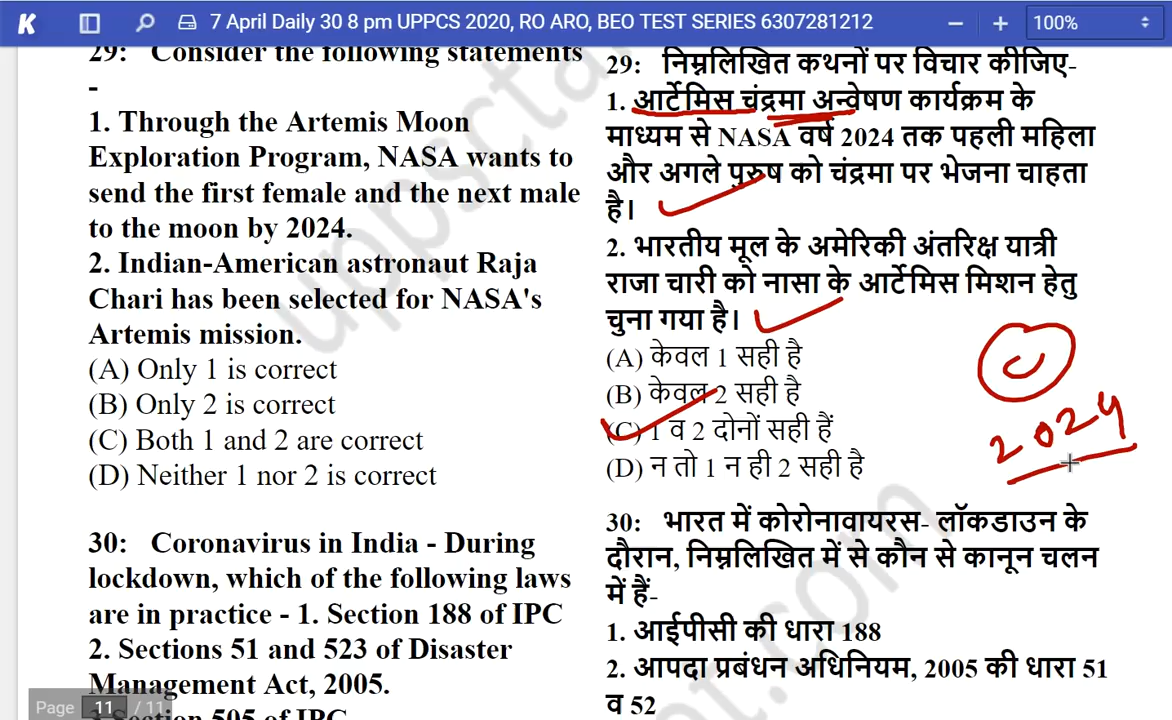 7 April Daily 30 8 pm UPPCS 2020, RO ARO, BEO TEST SERIES 6307281212
100%
29: Consider the following statements
-
1. Through the Artemis Moon
Exploration Program, NASA wants to
send the first female and the next male
to the moon by 2024.
2. Indian-American astronaut Raja
Chari has been selected for NASA's
Artemis mission.
(A) Only 1 is correct
(B) Only 2 is correct
(C) Both 1 and 2 are correct
(D) Neither 1 nor 2 is correct
30: Coronavirus in India - During
lockdown, which of the following laws
are in practice - 1. Section 188 of IPC
2. Sections 51 and 523 of Disaster
Management Act, 2005.
3 Section 505 of IPC
Page 11 / 11
29: निम्नलिखित कथनों पर विचार कीजिए-
1. आर्टेमिस चंद्रमा अन्वेषण कार्यक्रम के
माध्यम से NASA वर्ष 2024 तक पहली महिला
और अगले पुरुष को चंद्रमा पर भेजना चाहता
है।
2. भारतीय मूल के अमेरिकी अंतरिक्ष यात्री
राजा चारी को नासा के आर्टेमिस मिशन हेतु
चुना गया है।
(A) केवल 1 सही है
(B) केवल 2 सही है
(C) 1 व 2 दोनों सही हैं
(D) न तो 1 न ही 2 सही है
C
2024
30: भारत में कोरोनावायरस- लॉकडाउन के
दौरान, निम्नलिखित में से कौन से कानून चलन
में हैं-
1. आईपीसी की धारा 188
2. आपदा प्रबंधन अधिनियम, 2005 की धारा 51
व 52